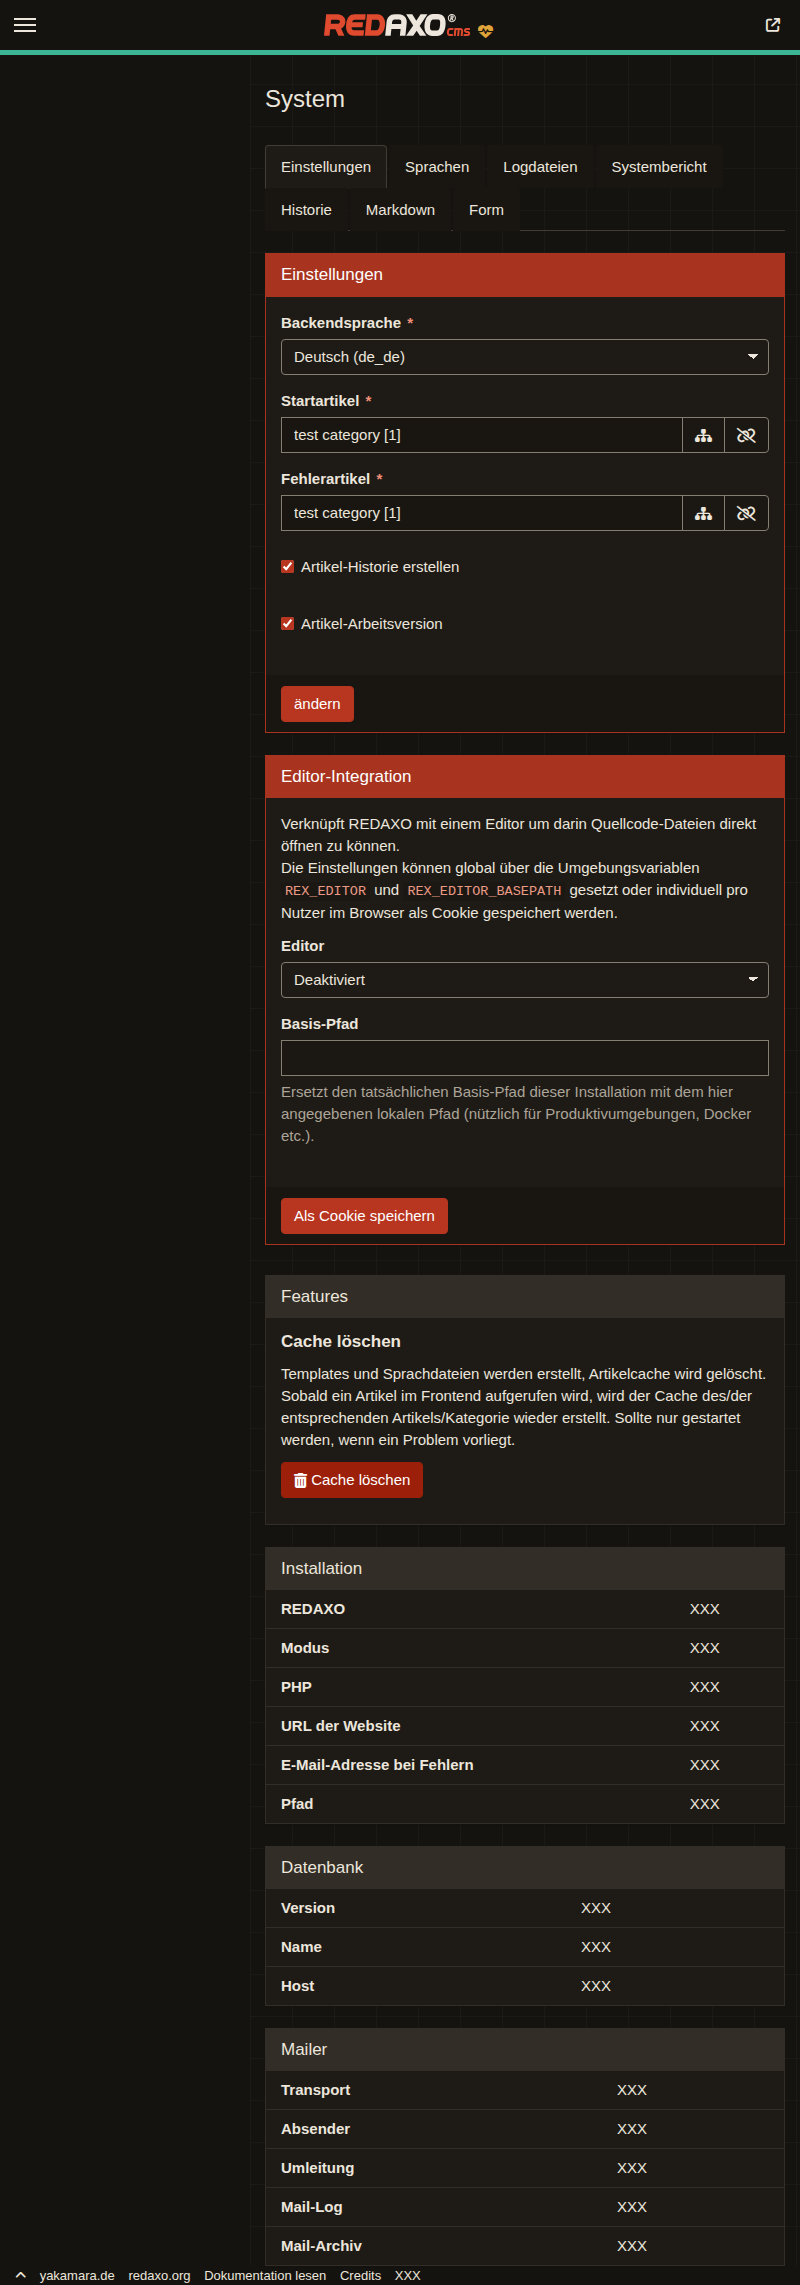 REDAXO® cms
System
Einstellungen Sprachen Logdateien Systembericht
Historie Markdown Form
Einstellungen
Backendsprache *
Deutsch (de_de)
Startartikel *
test category [1]
Fehlerartikel *
test category [1]
Artikel-Historie erstellen
Artikel-Arbeitsversion
ändern
Editor-Integration
Verknüpft REDAXO mit einem Editor um darin Quellcode-Dateien direkt
öffnen zu können.
Die Einstellungen können global über die Umgebungsvariablen
REX_EDITOR und REX_EDITOR_BASEPATH gesetzt oder individuell pro
Nutzer im Browser als Cookie gespeichert werden.
Editor
Deaktiviert
Basis-Pfad
Ersetzt den tatsächlichen Basis-Pfad dieser Installation mit dem hier
angegebenen lokalen Pfad (nützlich für Produktivumgebungen, Docker
etc.).
Als Cookie speichern
Features
Cache löschen
Templates und Sprachdateien werden erstellt, Artikelcache wird gelöscht.
Sobald ein Artikel im Frontend aufgerufen wird, wird der Cache des/der
entsprechenden Artikels/Kategorie wieder erstellt. Sollte nur gestartet
werden, wenn ein Problem vorliegt.
Cache löschen
Installation
REDAXO XXX
Modus XXX
PHP XXX
URL der Website XXX
E-Mail-Adresse bei Fehlern XXX
Pfad XXX
Datenbank
Version XXX
Name XXX
Host XXX
Mailer
Transport XXX
Absender XXX
Umleitung XXX
Mail-Log XXX
Mail-Archiv XXX
yakamara.de redaxo.org Dokumentation lesen Credits XXX